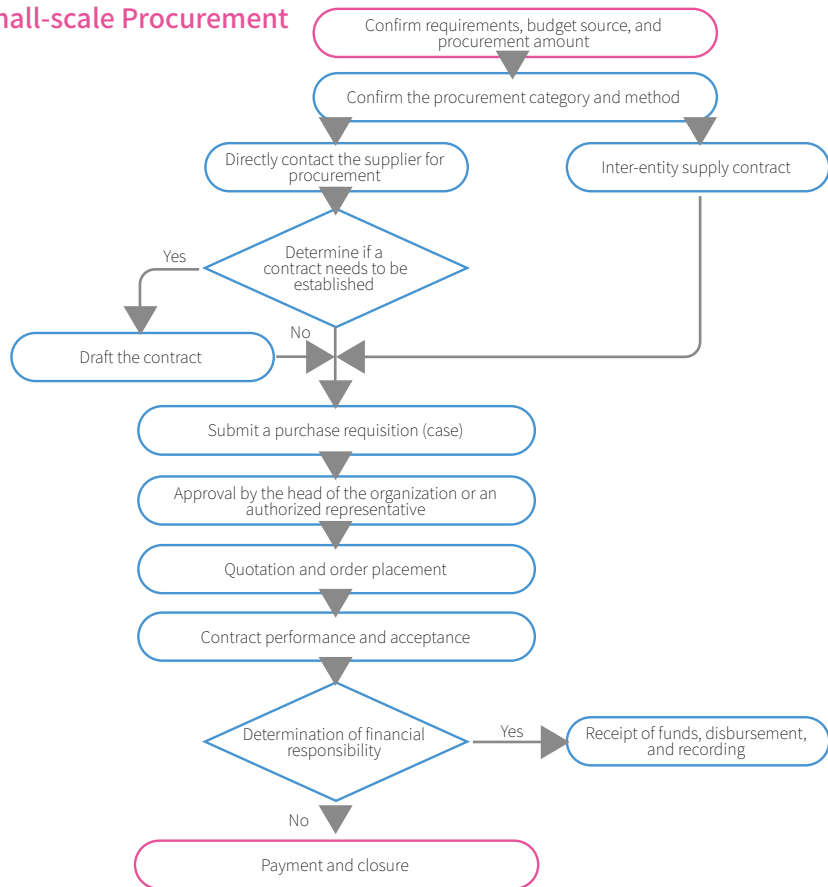 mall-scale Procurement
Confirm requirements, budget source, and
procurement amount
Confirm the procurement category and method
Directly contact the supplier for
procurement
Inter-entity supply contract
Determine if a
contract needs to be
established
Yes
No
Draft the contract
Submit a purchase requisition (case)
Approval by the head of the organization or an
authorized representative
Quotation and order placement
Contract performance and acceptance
Determination of financial
responsibility
Yes
Receipt of funds, disbursement,
and recording
No
Payment and closure